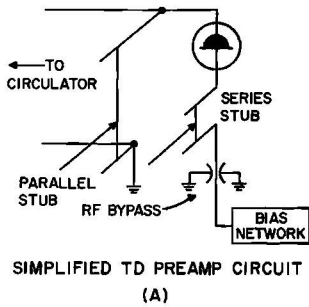 ← TO
CIRCULATOR
SERIES
STUB
PARALLEL
STUB
RF BYPASS
BIAS
NETWORK
SIMPLIFIED TD PREAMP CIRCUIT
(A)